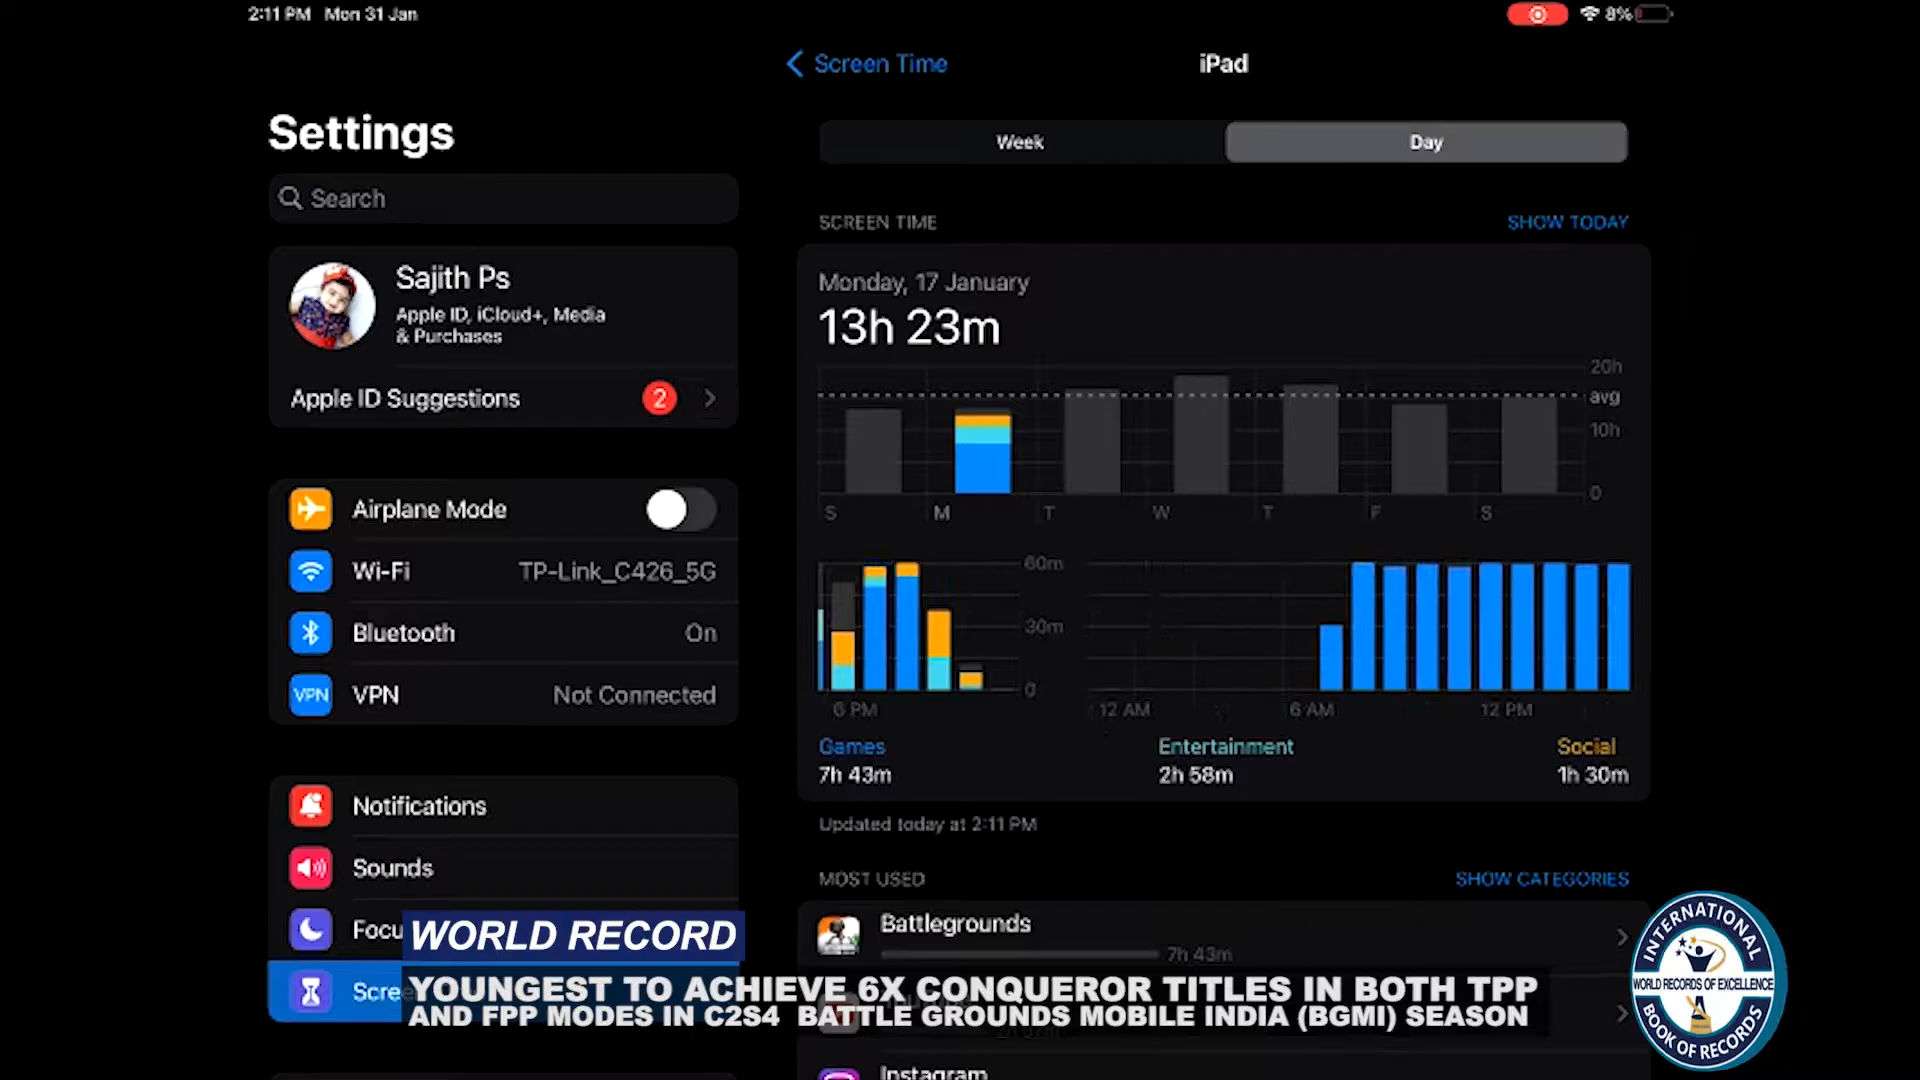 2:11 PM Mon 31 Jan
8%
Settings
Search
Sajith Ps
Apple ID, iCloud+, Media
& Purchases
Apple ID Suggestions
2
Airplane Mode
Wi-Fi
TP-Link_C426_5G
Bluetooth
On
VPN
VPN
Not Connected
Notifications
Sounds
Focu
Scre
Screen Time
iPad
Week
Day
SCREEN TIME
SHOW TODAY
Monday, 17 January
13h 23m
20h
avg
10h
0
S M T W T F S
60m
30m
0
6 PM 12 AM 6 AM 12 PM
Games Entertainment Social
7h 43m 2h 58m 1h 30m
Updated today at 2:11 PM
MOST USED
SHOW CATEGORIES
Battlegrounds
7h 43m
Instagram
WORLD RECORD
YOUNGEST TO ACHIEVE 6X CONQUEROR TITLES IN BOTH TPP
AND FPP MODES IN C2S4 BATTLE GROUNDS MOBILE INDIA (BGMI) SEASON
INTERNATIONAL
WORLD RECORDS OF EXCELLENCE
BOOK OF RECORDS